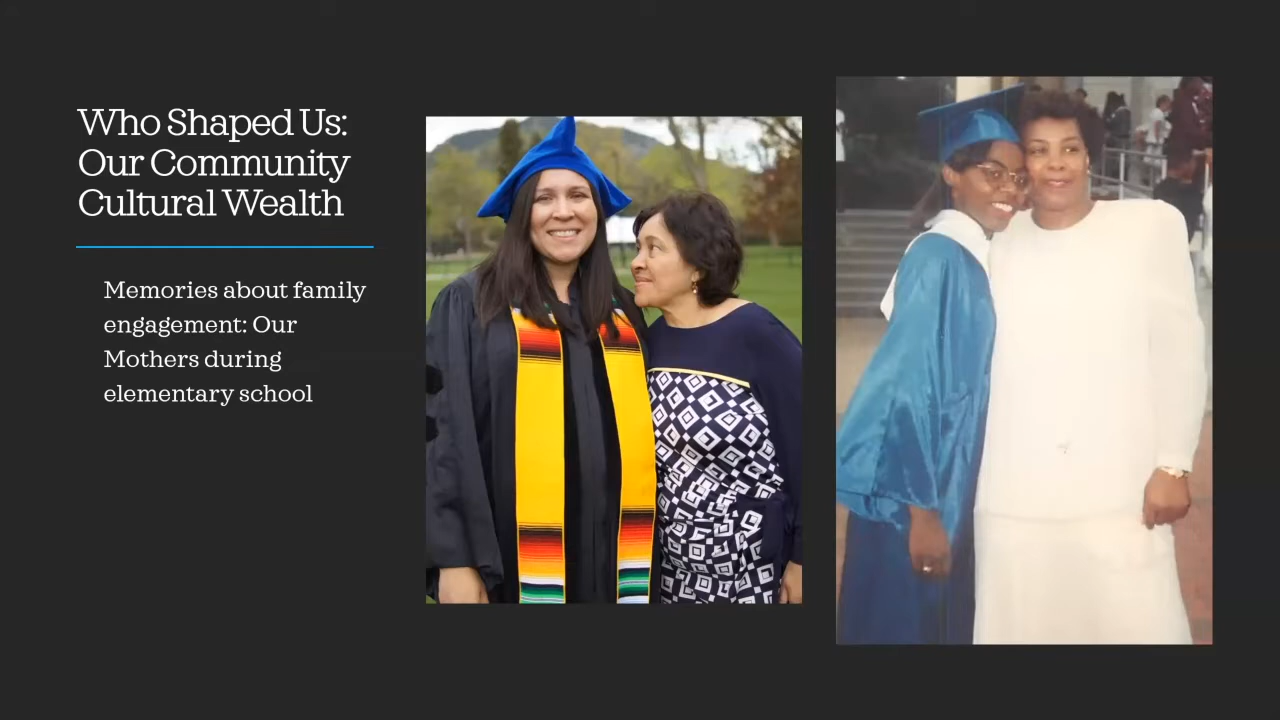 Who Shaped Us:
Our Community
Cultural Wealth
Memories about family
engagement: Our
Mothers during
elementary school